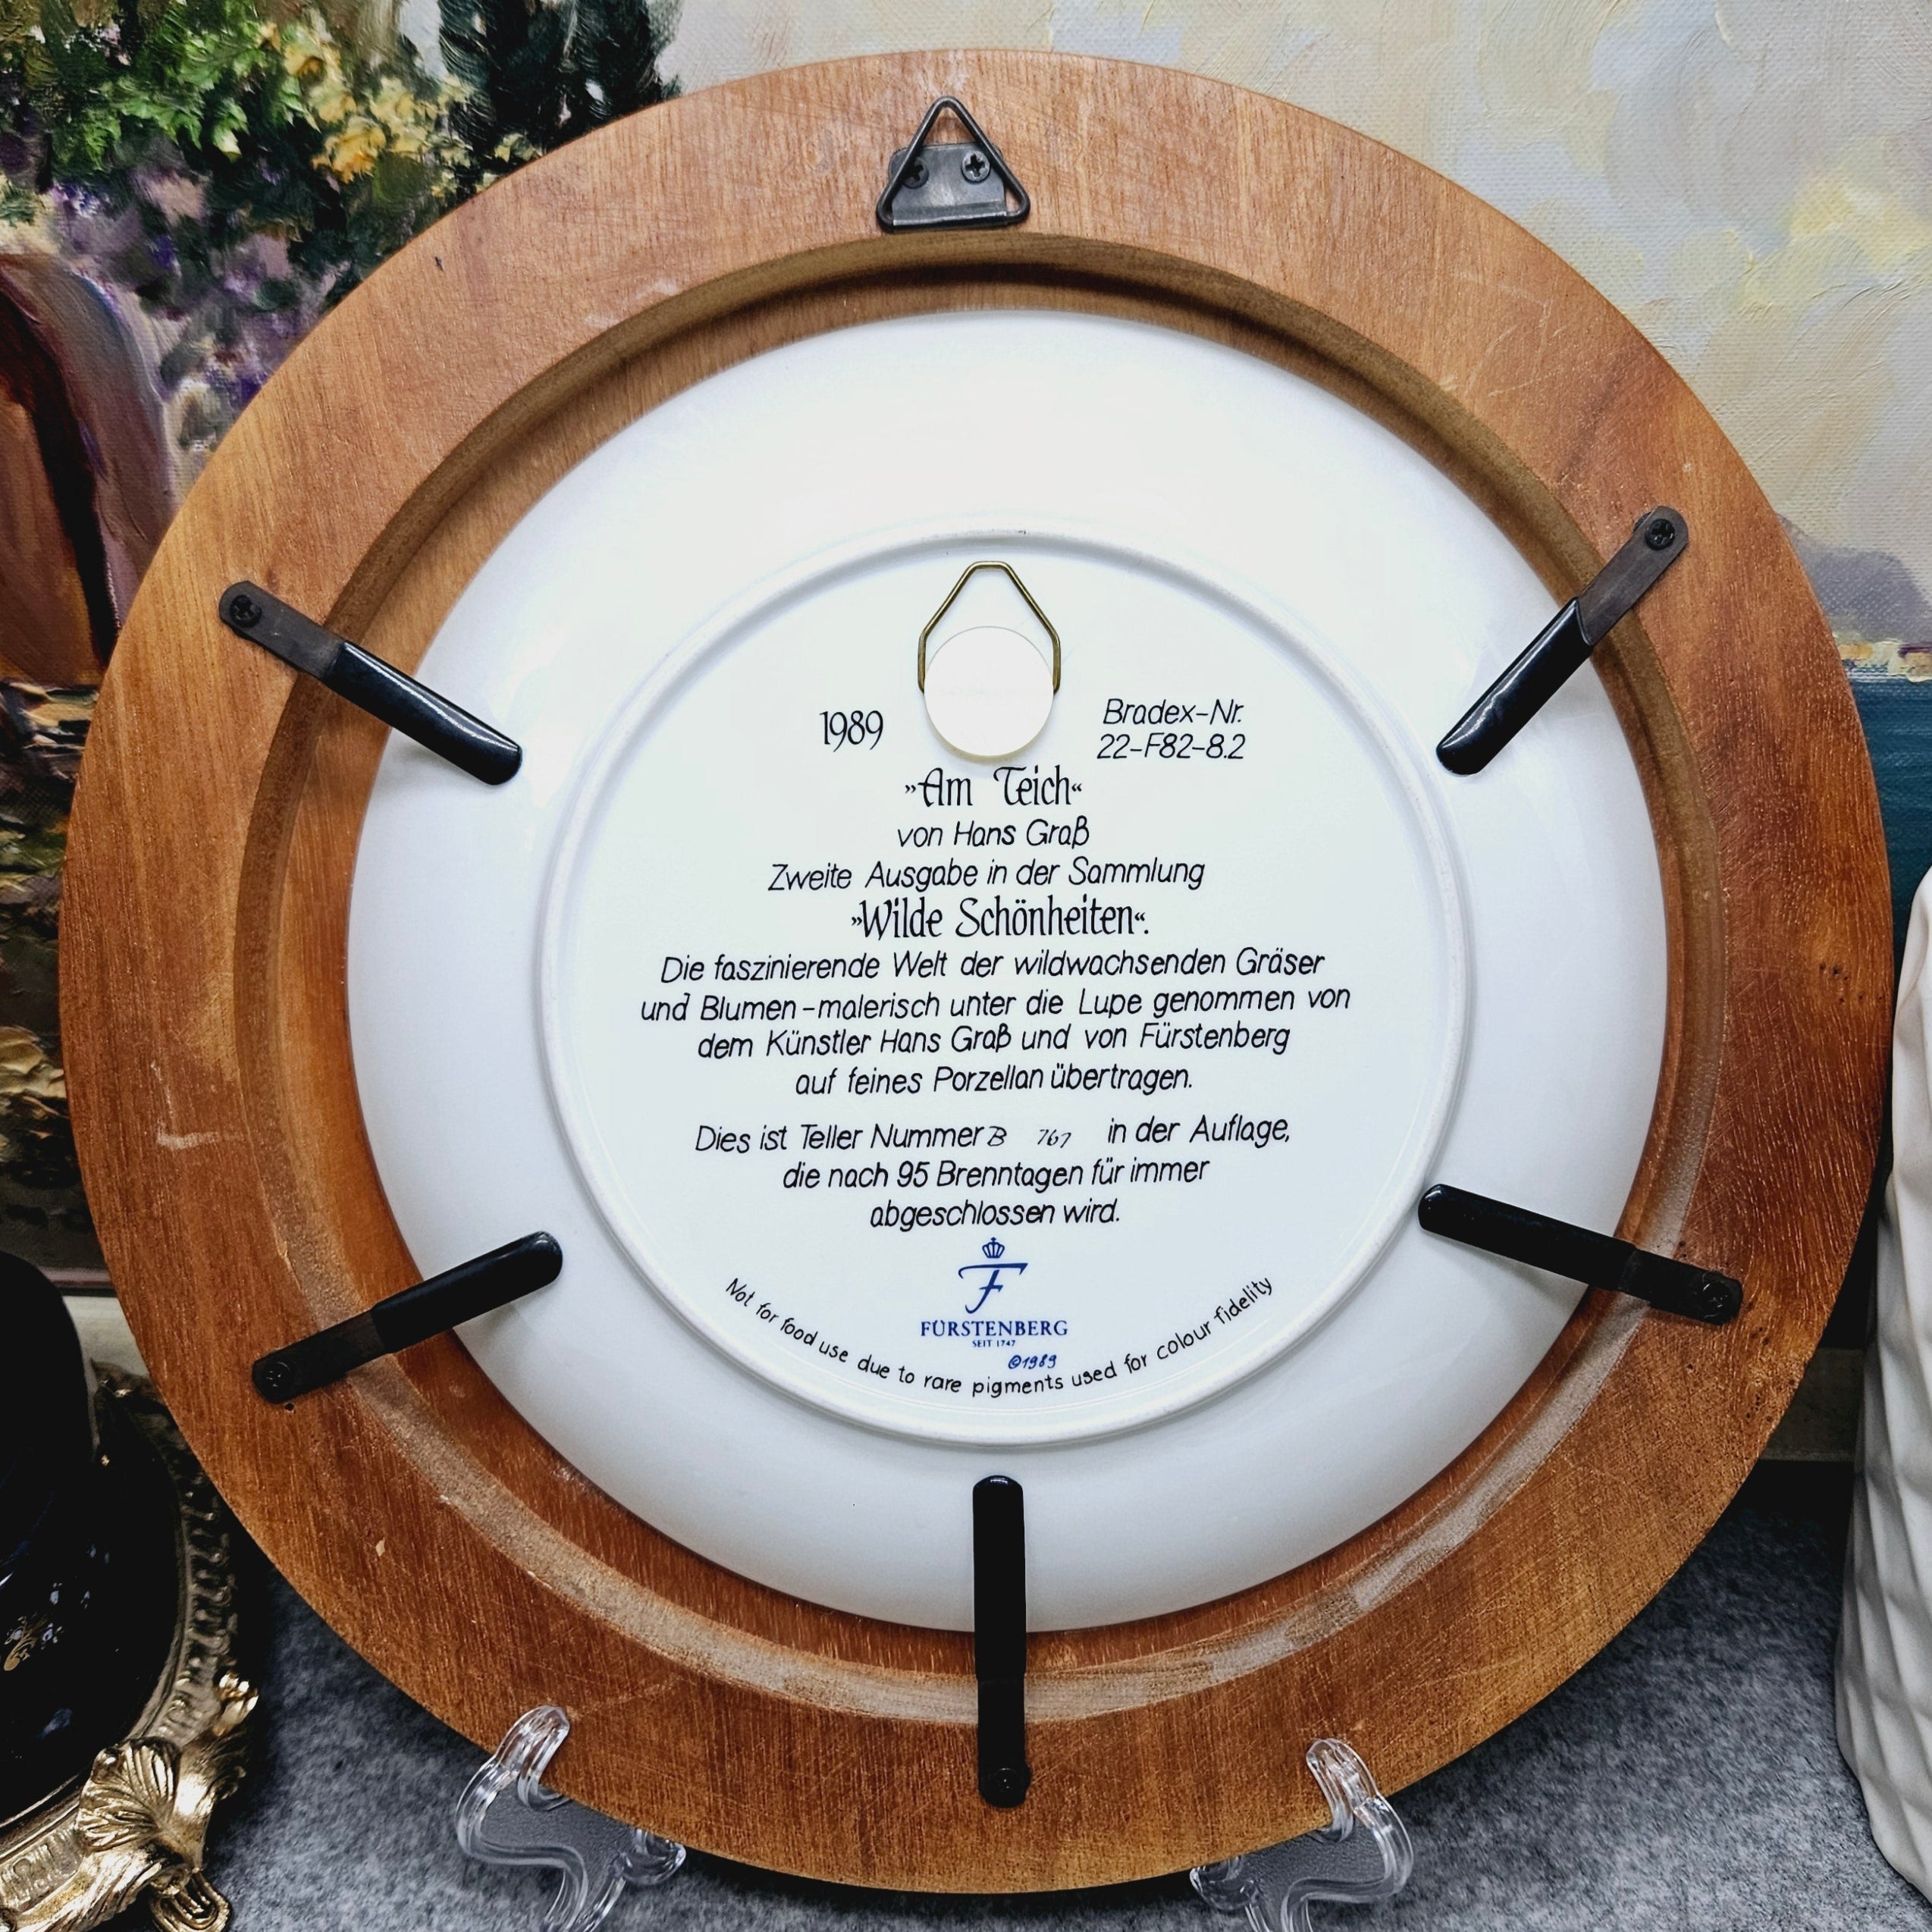 1989
Bradex-Nr.
22-F82-8.2
»Am Teich«
von Hans Graß
Zweite Ausgabe in der Sammlung
»Wilde Schönheiten«.
Die faszinierende Welt der wildwachsenden Gräser
und Blumen-malerisch unter die Lupe genommen von
dem Künstler Hans Graß und von Fürstenberg
auf feines Porzellan übertragen.
Dies ist Teller Nummer B 767 in der Auflage,
die nach 95 Brenntagen für immer
abgeschlossen wird.
F
FÜRSTENBERG
SEIT 1747
©1989
Not for food use due to rare pigments used for colour fidelity